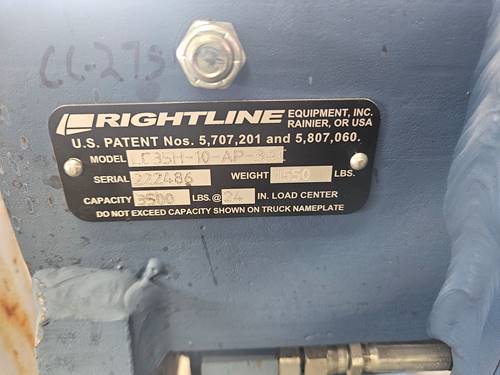 CC-273
RIGHTLINE EQUIPMENT, INC.
RAINIER, OR USA
U.S. PATENT Nos. 5,707,201 and 5,807,060.
MODEL
SERIAL 222486 WEIGHT 1550 LBS.
CAPACITY 3500 LBS.@ 24 IN. LOAD CENTER
DO NOT EXCEED CAPACITY SHOWN ON TRUCK NAMEPLATE